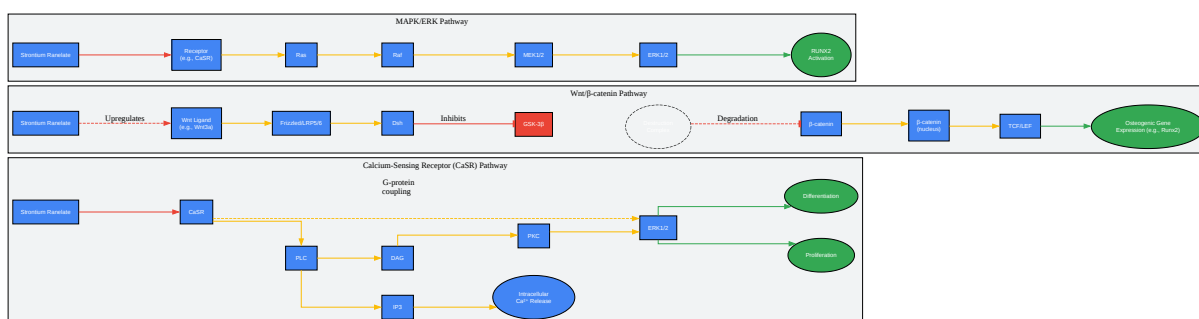 MAPK/ERK Pathway
Strontium Ranelate
Receptor
(e.g., CaSR)
Ras
Raf
MEK1/2
ERK1/2
RUNX2
Activation
Wnt/β-catenin Pathway
Strontium Ranelate
Upregulates
Wnt Ligand
(e.g., Wnt3a)
Frizzled/LRP5/6
Dsh
Inhibits
GSK-3β
Degradation
β-catenin
β-catenin
(nucleus)
TCF/LEF
Osteogenic Gene
Expression (e.g., Runx2)
Calcium-Sensing Receptor (CaSR) Pathway
G-protein
coupling
Strontium Ranelate
CaSR
PLC
DAG
PKC
IP3
Intracellular
Ca²⁺ Release
ERK1/2
Differentiation
Proliferation